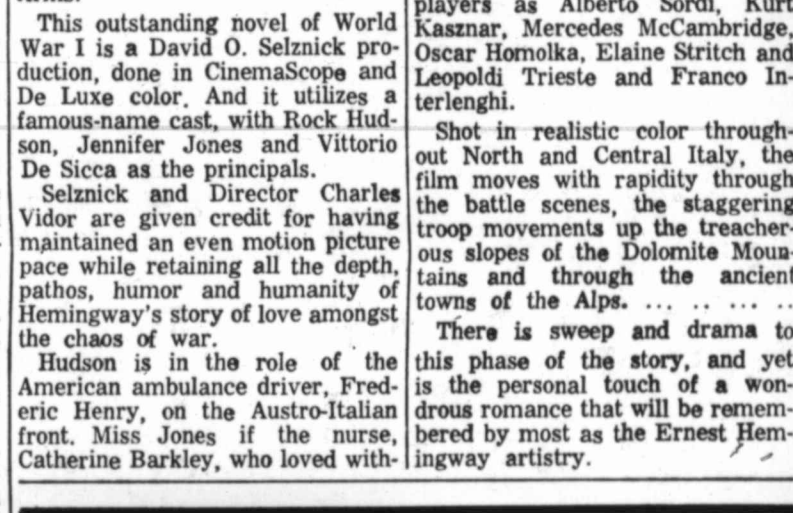 This outstanding novel of World
War I is a David O. Selznick pro-
duction, done in CinemaScope and
De Luxe color. And it utilizes a
famous-name cast, with Rock Hud-
son, Jennifer Jones and Vittorio
De Sicca as the principals.
Selznick and Director Charles
Vidor are given credit for having
maintained an even motion picture
pace while retaining all the depth,
pathos, humor and humanity of
Hemingway's story of love amongst
the chaos of war.
Hudson is in the role of the
American ambulance driver, Fred-
eric Henry, on the Austro-Italian
front. Miss Jones if the nurse,
Catherine Barkley, who loved with-
players as Alberto Sordi, Kurt
Kasznar, Mercedes McCambridge,
Oscar Homolka, Elaine Stritch and
Leopoldi Trieste and Franco In-
terlenghi.
Shot in realistic color through-
out North and Central Italy, the
film moves with rapidity through
the battle scenes, the staggering
troop movements up the treacher-
ous slopes of the Dolomite Moun-
tains and through the ancient
towns of the Alps. ... .. ... ..
There is sweep and drama to
this phase of the story, and yet
is the personal touch of a won-
drous romance that will be remem-
bered by most as the Ernest Hem-
ingway artistry.